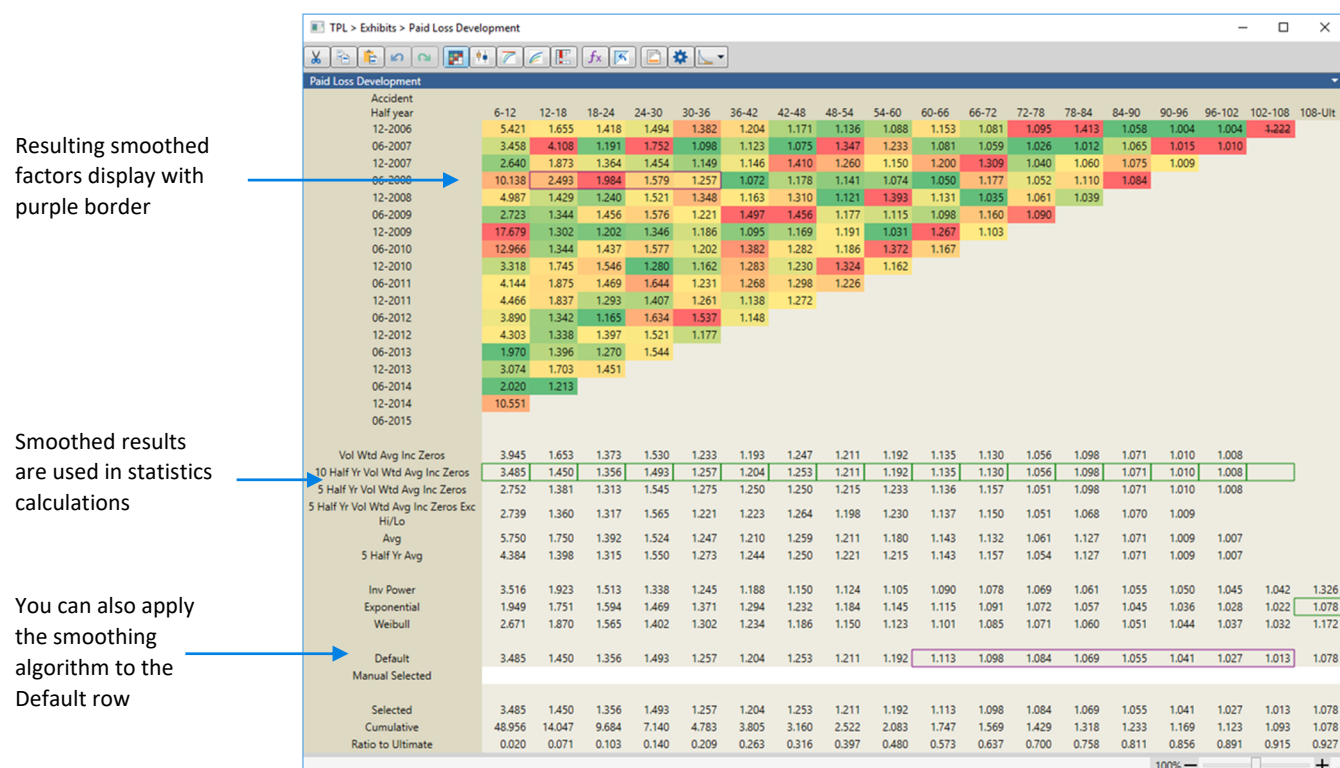 TPL > Exhibits > Paid Loss Development
Paid Loss Development
Accident
Half year 6-12 12-18 18-24 24-30 30-36 36-42 42-48 48-54 54-60 60-66 66-72 72-78 78-84 84-90 90-96 96-102 102-108 108-Ult
12-2006 5.421 1.655 1.418 1.494 1.382 1.204 1.171 1.136 1.088 1.153 1.081 1.095 1.413 1.058 1.004 1.004 1.222
06-2007 3.458 4.108 1.191 1.752 1.098 1.123 1.075 1.347 1.233 1.081 1.059 1.026 1.012 1.065 1.015 1.010
12-2007 2.640 1.873 1.364 1.454 1.149 1.146 1.410 1.260 1.150 1.200 1.309 1.040 1.060 1.075 1.009
06-2008 10.138 2.493 1.984 1.579 1.257 1.072 1.178 1.141 1.074 1.050 1.177 1.052 1.110 1.084
12-2008 4.987 1.429 1.240 1.521 1.348 1.163 1.310 1.121 1.393 1.131 1.035 1.061 1.039
06-2009 2.723 1.344 1.456 1.576 1.221 1.497 1.456 1.177 1.115 1.098 1.160 1.090
12-2009 17.679 1.302 1.202 1.346 1.186 1.095 1.169 1.191 1.031 1.267 1.103
06-2010 12.966 1.344 1.437 1.577 1.202 1.382 1.282 1.186 1.372 1.167
12-2010 3.318 1.745 1.546 1.280 1.162 1.283 1.230 1.324 1.162
06-2011 4.144 1.875 1.469 1.644 1.231 1.268 1.298 1.226
12-2011 4.466 1.837 1.293 1.407 1.261 1.138 1.272
06-2012 3.890 1.342 1.165 1.634 1.537 1.148
12-2012 4.303 1.338 1.397 1.521 1.177
06-2013 1.970 1.396 1.270 1.544
12-2013 3.074 1.703 1.451
06-2014 2.020 1.213
12-2014 10.551
06-2015
Vol Wtd Avg Inc Zeros 3.945 1.653 1.373 1.530 1.233 1.193 1.247 1.211 1.192 1.135 1.130 1.056 1.098 1.071 1.010 1.008
10 Half Yr Vol Wtd Avg Inc Zeros 3.485 1.450 1.356 1.493 1.257 1.204 1.253 1.211 1.192 1.135 1.130 1.056 1.098 1.071 1.010 1.008
5 Half Yr Vol Wtd Avg Inc Zeros 2.752 1.381 1.313 1.545 1.275 1.250 1.250 1.215 1.233 1.136 1.157 1.051 1.098 1.071 1.010 1.008
5 Half Yr Vol Wtd Avg Inc Zeros Exc
Hi/Lo 2.739 1.360 1.317 1.565 1.221 1.223 1.264 1.198 1.230 1.137 1.150 1.051 1.068 1.070 1.009
Avg 5.750 1.750 1.392 1.524 1.247 1.210 1.259 1.211 1.180 1.143 1.132 1.061 1.127 1.071 1.009 1.007
5 Half Yr Avg 4.384 1.398 1.315 1.550 1.273 1.244 1.250 1.221 1.215 1.143 1.157 1.054 1.127 1.071 1.009 1.007
Inv Power 3.516 1.923 1.513 1.338 1.245 1.188 1.150 1.124 1.105 1.090 1.078 1.069 1.061 1.055 1.050 1.045 1.042 1.326
Exponential 1.949 1.751 1.594 1.469 1.371 1.294 1.232 1.184 1.145 1.115 1.091 1.072 1.057 1.045 1.036 1.028 1.022 1.078
Weibull 2.671 1.870 1.565 1.402 1.302 1.234 1.186 1.150 1.123 1.101 1.085 1.071 1.060 1.051 1.044 1.037 1.032 1.172
Default 3.485 1.450 1.356 1.493 1.257 1.204 1.253 1.211 1.192 1.113 1.098 1.084 1.069 1.055 1.041 1.027 1.013 1.078
Manual Selected
Selected 3.485 1.450 1.356 1.493 1.257 1.204 1.253 1.211 1.192 1.113 1.098 1.084 1.069 1.055 1.041 1.027 1.013 1.078
Cumulative 48.956 14.047 9.684 7.140 4.783 3.805 3.160 2.522 2.083 1.747 1.569 1.429 1.318 1.233 1.169 1.123 1.093 1.078
Ratio to Ultimate 0.020 0.071 0.103 0.140 0.209 0.263 0.316 0.397 0.480 0.573 0.637 0.700 0.758 0.811 0.856 0.891 0.915 0.927
100%
Resulting smoothed
factors display with
purple border
Smoothed results
are used in statistics
calculations
You can also apply
the smoothing
algorithm to the
Default row